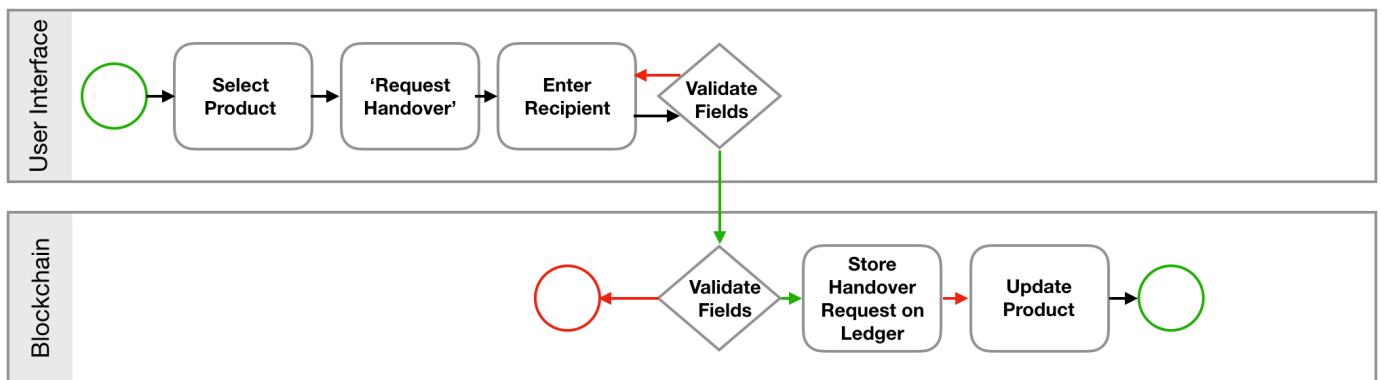 User Interface
Select
Product
‘Request
Handover’
Enter
Recipient
Validate
Fields
Blockchain
Validate
Fields
Store
Handover
Request on
Ledger
Update
Product